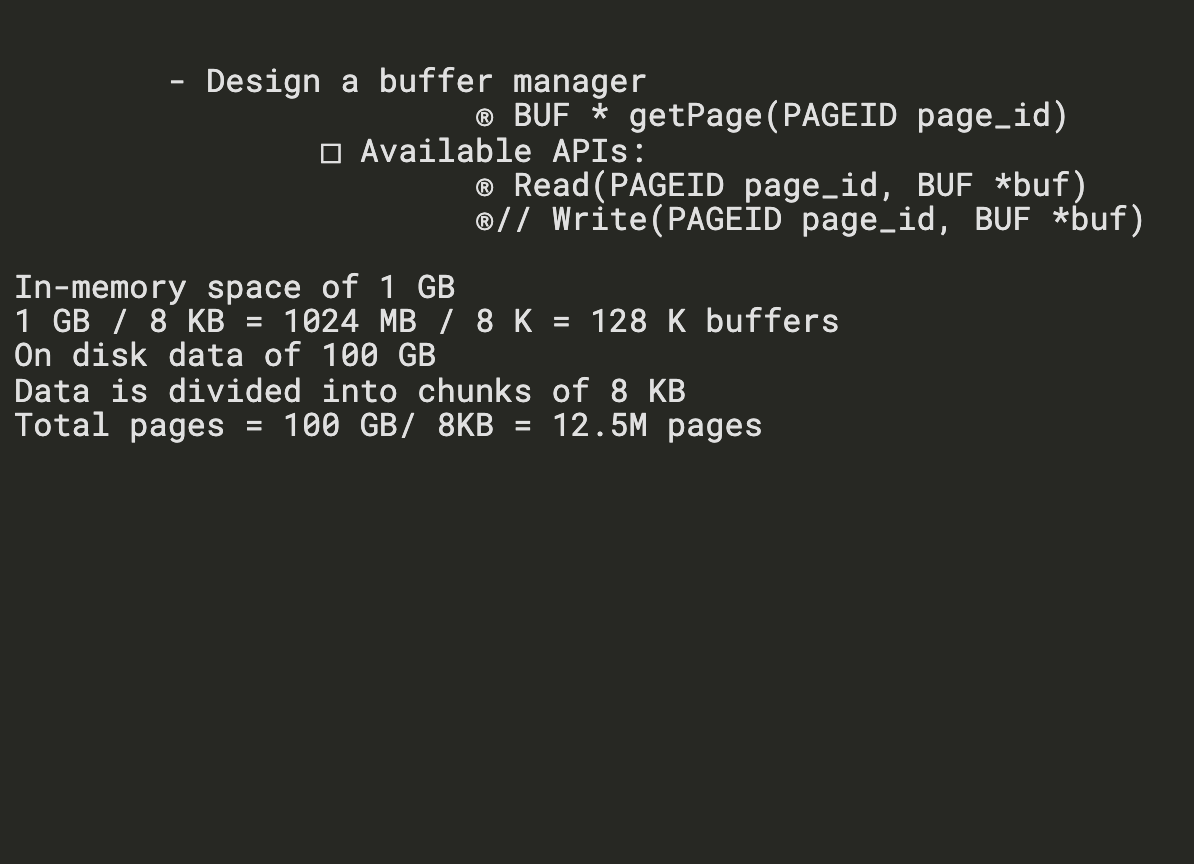 - Design a buffer manager
® BUF * getPage(PAGEID page_id)
□ Available APIs:
® Read(PAGEID page_id, BUF *buf)
®// Write(PAGEID page_id, BUF *buf)
In-memory space of 1 GB
1 GB / 8 KB = 1024 MB / 8 K = 128 K buffers
On disk data of 100 GB
Data is divided into chunks of 8 KB
Total pages = 100 GB/ 8KB = 12.5M pages